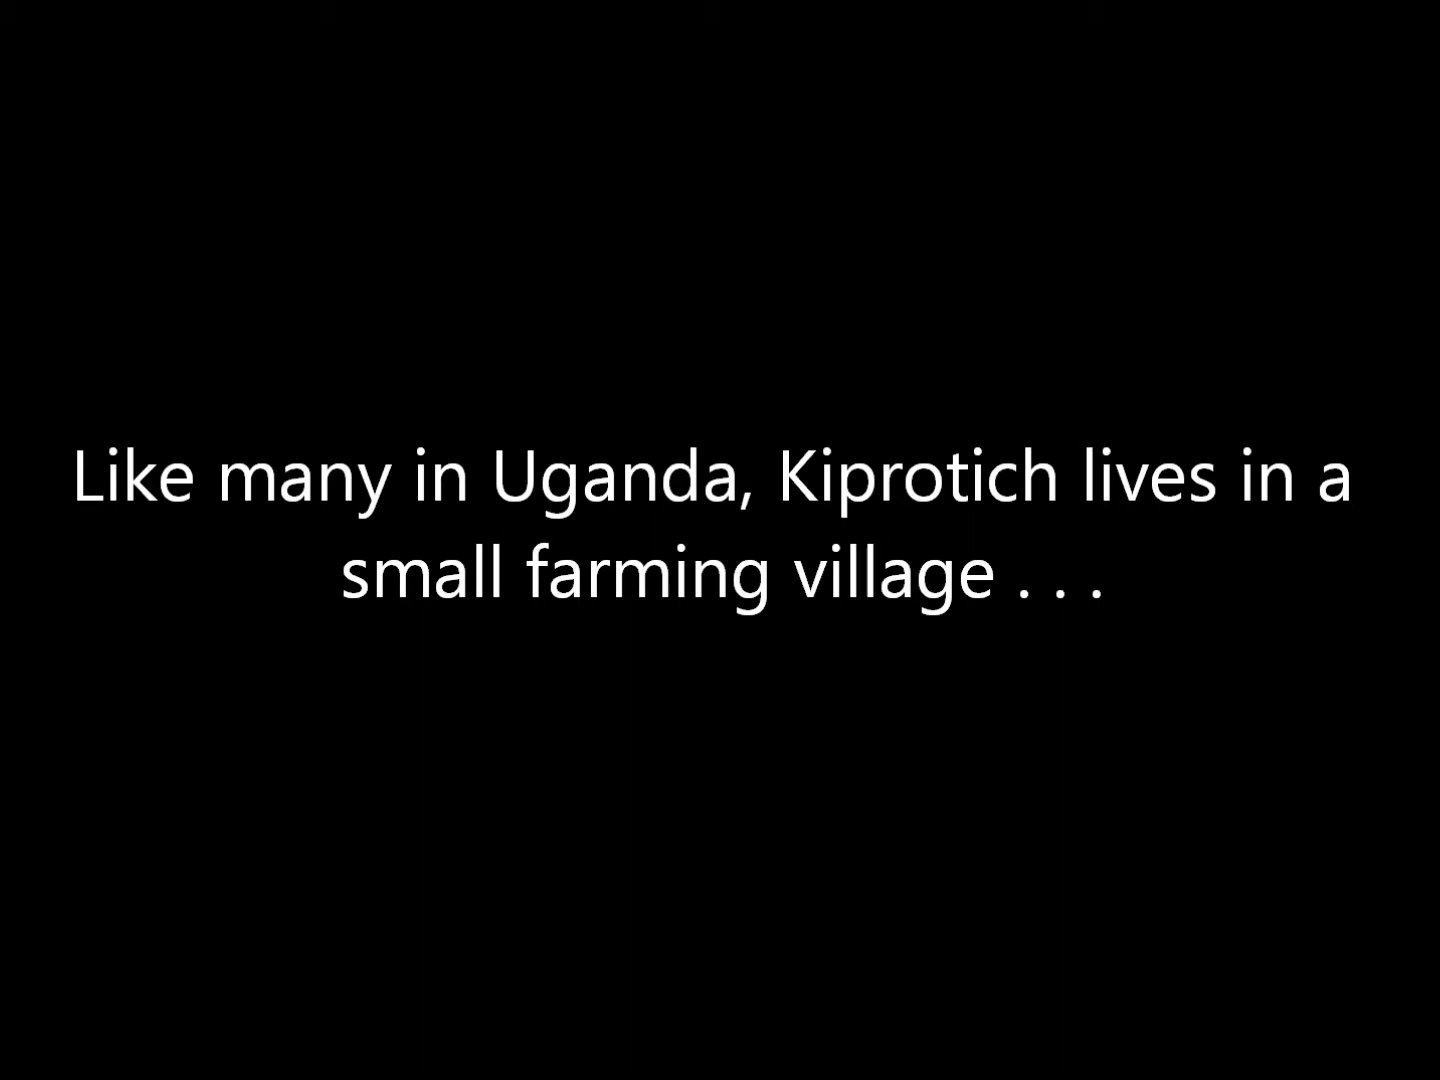 Like many in Uganda, Kiprotich lives in a
small farming village . . .